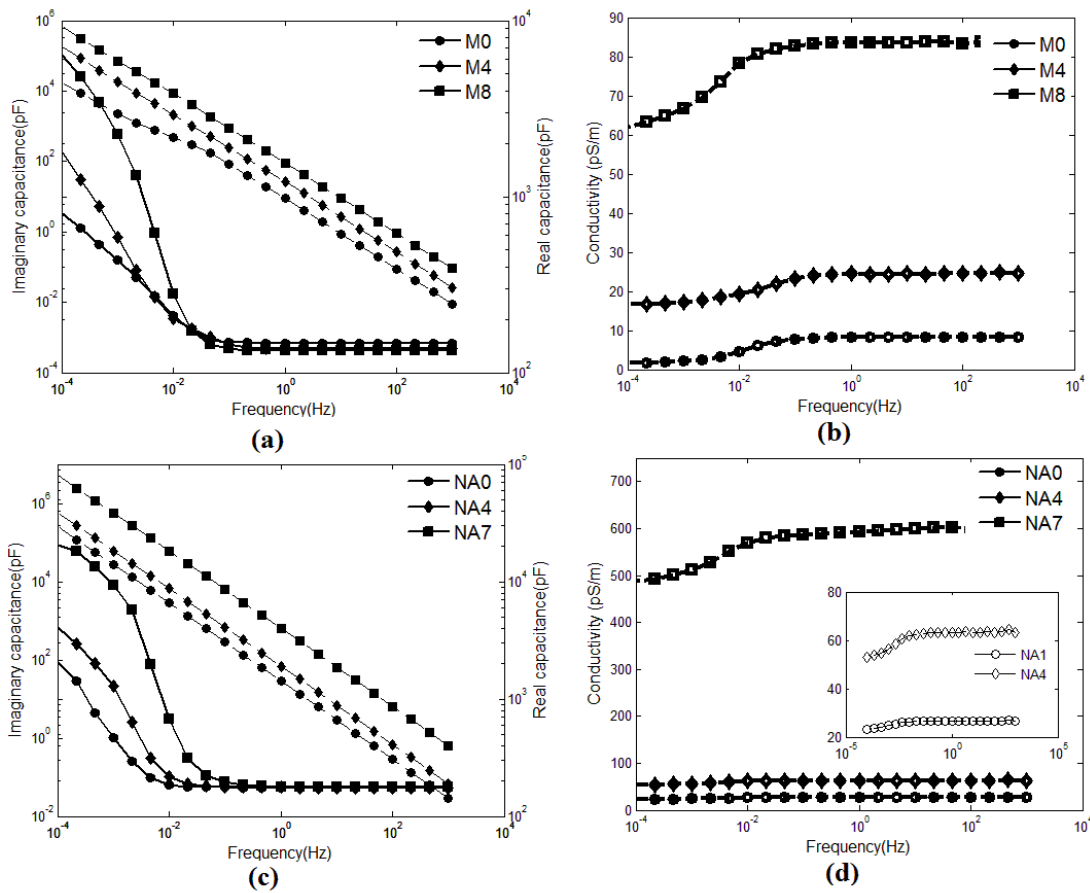 10^6
10^4
10^2
10^0
10^-2
10^-4
Imaginary capacitance(pF)
10^4
10^3
10^2
Real capacitance(pF)
M0
M4
M8
10^-4
10^-2
10^0
10^2
10^4
Frequency(Hz)
(a)
90
80
70
60
50
40
30
20
10
0
Conductivity (pS/m)
M0
M4
M8
10^-4
10^-2
10^0
10^2
10^4
Frequency(Hz)
(b)
10^6
10^4
10^2
10^0
10^-2
Imaginary capacitance(pF)
10^5
10^4
10^3
10^2
Real capacitance(pF)
NA0
NA4
NA7
10^-4
10^-2
10^0
10^2
10^4
Frequency(Hz)
(c)
700
600
500
400
300
200
100
0
Conductivity (pS/m)
NA0
NA4
NA7
80
60
40
20
NA1
NA4
10^-5
10^0
10^5
10^-4
10^-2
10^0
10^2
10^4
Frequency(Hz)
(d)